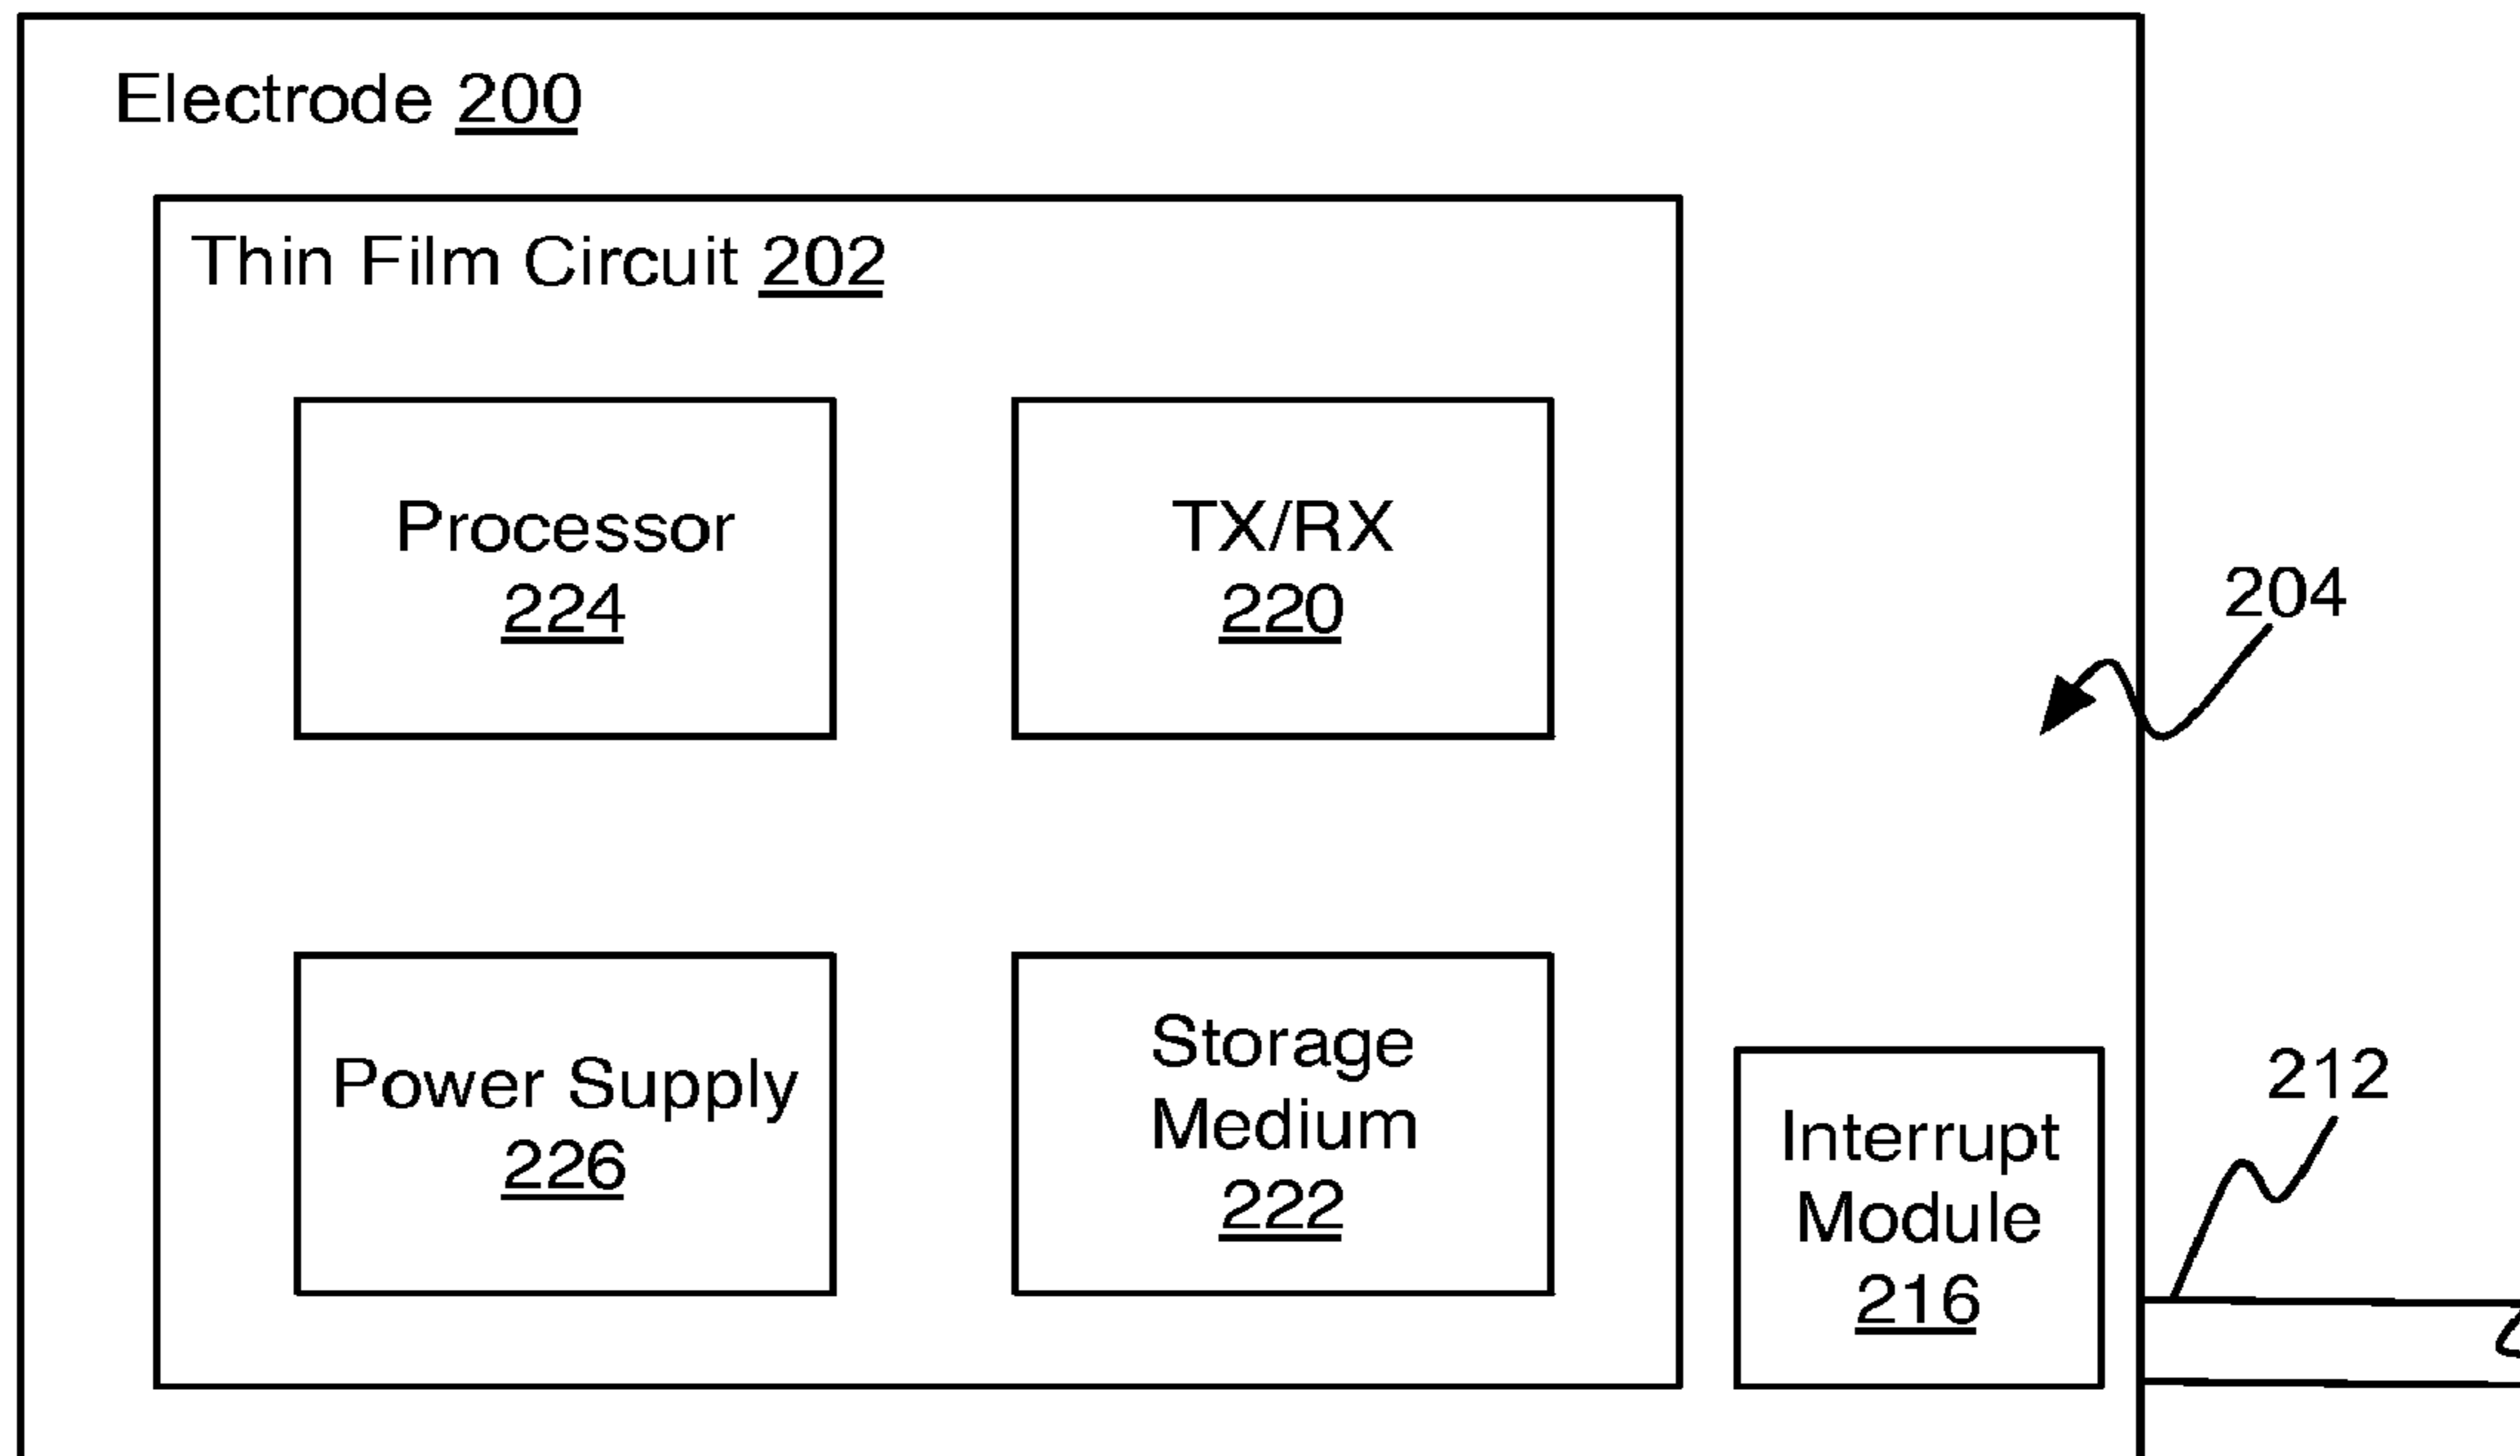 Electrode 200
Thin Film Circuit 202
Processor
224
TX/RX
220
204
Power Supply
226
Storage
Medium
222
Interrupt
Module
216
212